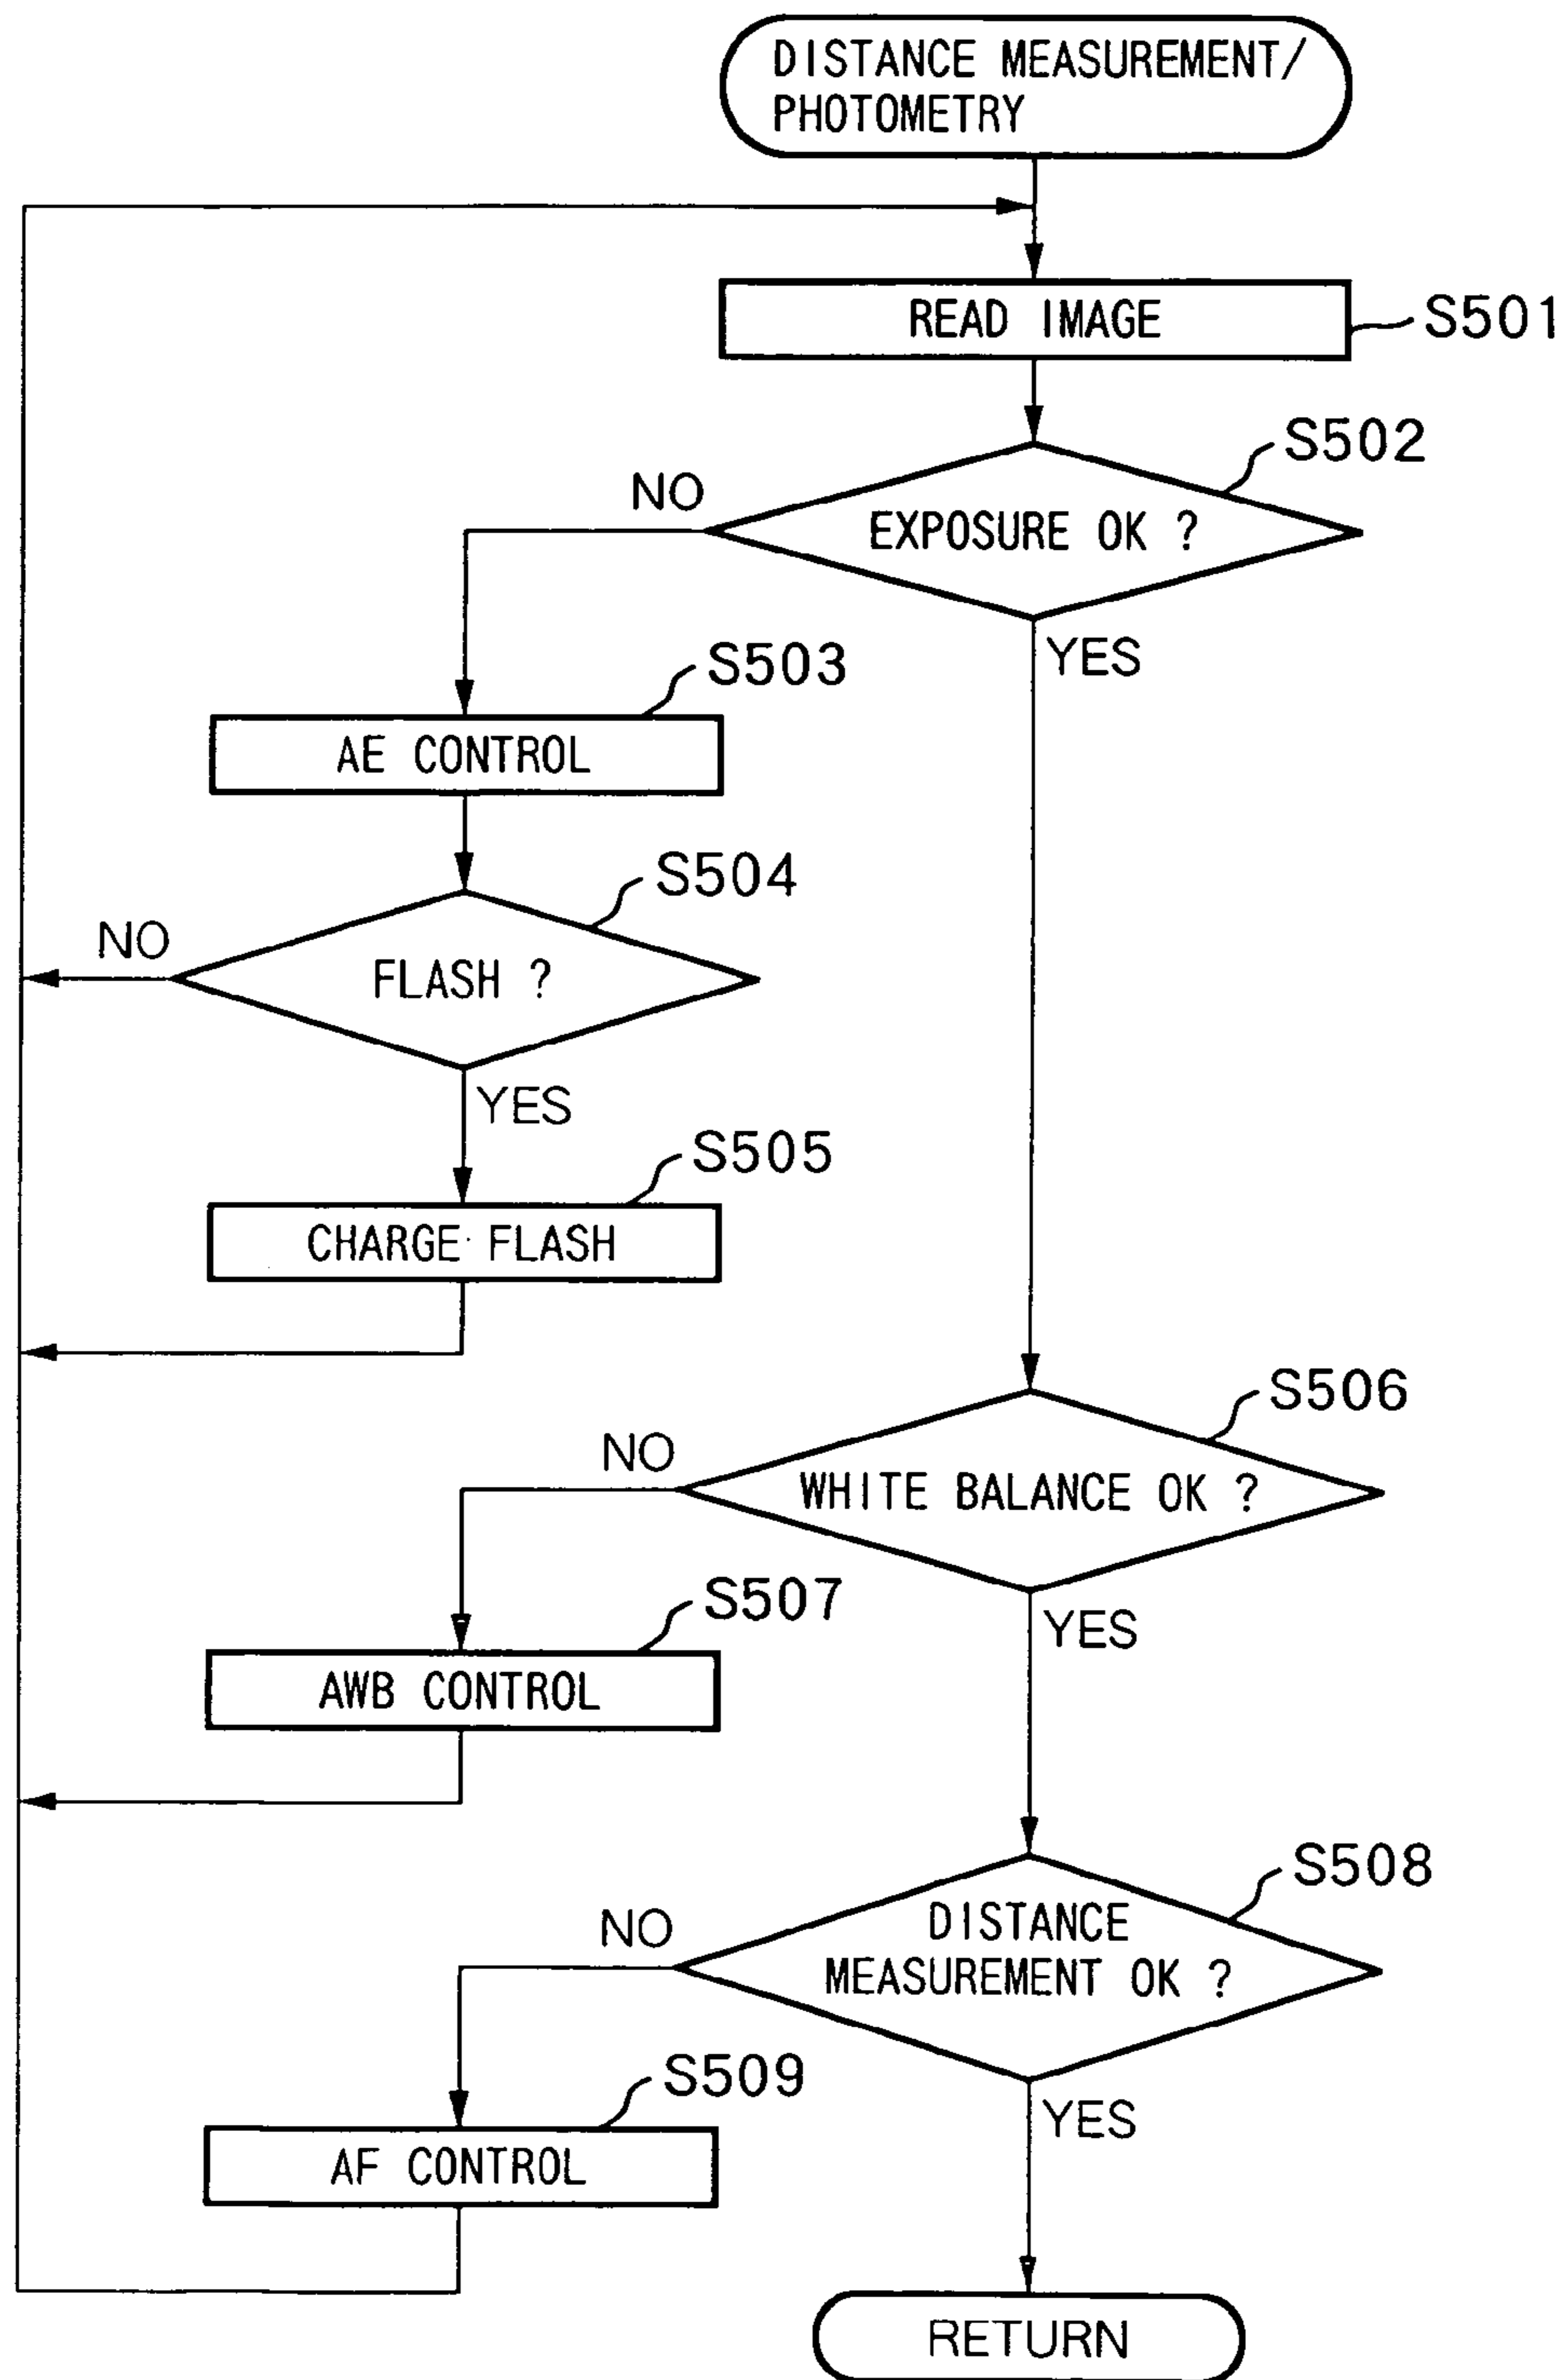 DISTANCE MEASUREMENT/
PHOTOMETRY
READ IMAGE
S501
S502
NO
EXPOSURE OK ?
YES
S503
AE CONTROL
S504
NO
FLASH ?
YES
S505
CHARGE FLASH
S506
NO
WHITE BALANCE OK ?
YES
S507
AWB CONTROL
S508
NO
DISTANCE
MEASUREMENT OK ?
YES
S509
AF CONTROL
RETURN